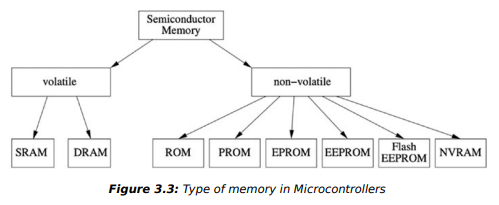 Semiconductor
Memory
volatile
non-volatile
SRAM
DRAM
ROM
PROM
EPROM
EEPROM
Flash
EEPROM
NVRAM
Figure 3.3: Type of memory in Microcontrollers